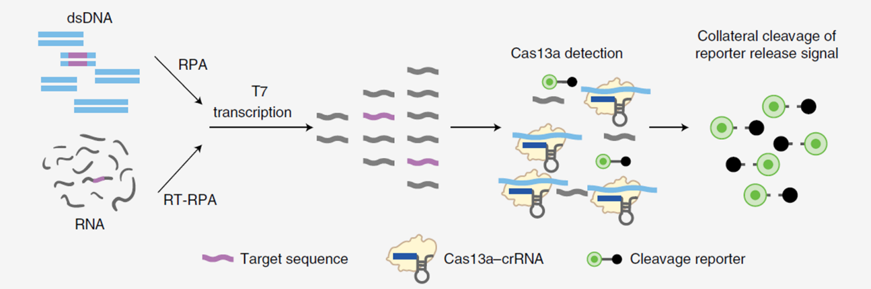 dsDNA
RPA
T7
transcription
RT-RPA
RNA
Cas13a detection
Collateral cleavage of
reporter release signal
Target sequence
Cas13a–crRNA
Cleavage reporter